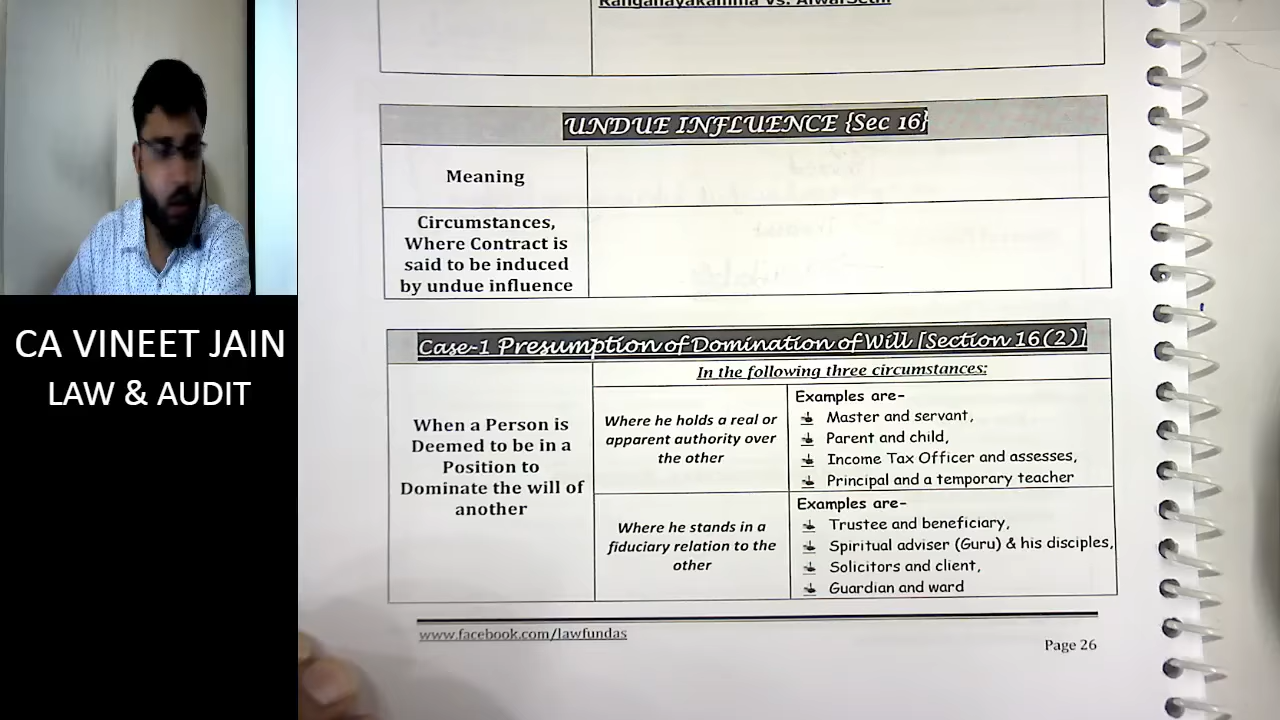 Ranganayakamma Vs. AlwarSetti
UNDUE INFLUENCE {Sec 16}
Meaning
Circumstances,
Where Contract is
said to be induced
by undue influence
CA VINEET JAIN
LAW & AUDIT
Case-1 Presumption of Domination of Will [Section 16(2)]
When a Person is
Deemed to be in a
Position to
Dominate the will of
another
In the following three circumstances:
Where he holds a real or
apparent authority over
the other
Examples are-
Master and servant,
Parent and child,
Income Tax Officer and assesses,
Principal and a temporary teacher
Where he stands in a
fiduciary relation to the
other
Examples are-
Trustee and beneficiary,
Spiritual adviser (Guru) & his disciples,
Solicitors and client,
Guardian and ward
www.facebook.com/lawfundas
Page 26